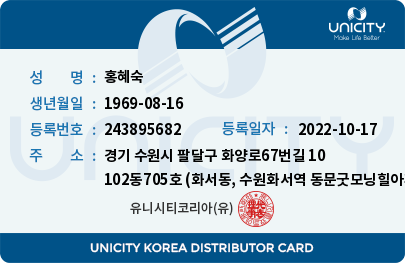 UNICITY
Make Life Better
성 명 : 홍혜숙
생년월일 : 1969-08-16
등록번호 : 243895682 등록일자 : 2022-10-17
주 소 : 경기 수원시 팔달구 화양로67번길 10
102동705호 (화서동, 수원화서역 동문굿모닝힐아
유니시티코리아(유)
UNICITY
UNICITY KOREA DISTRIBUTOR CARD